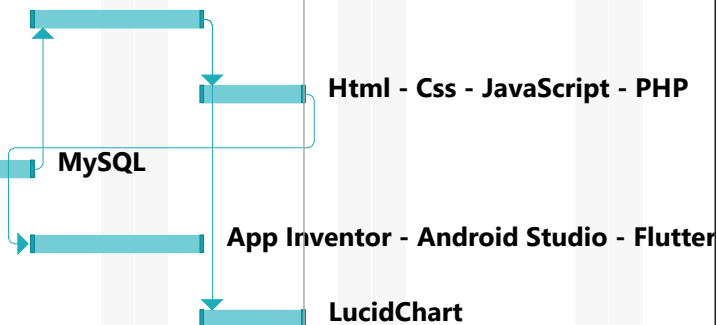 Html - Css - JavaScript - PHP
MySQL
App Inventor - Android Studio - Flutter
LucidChart